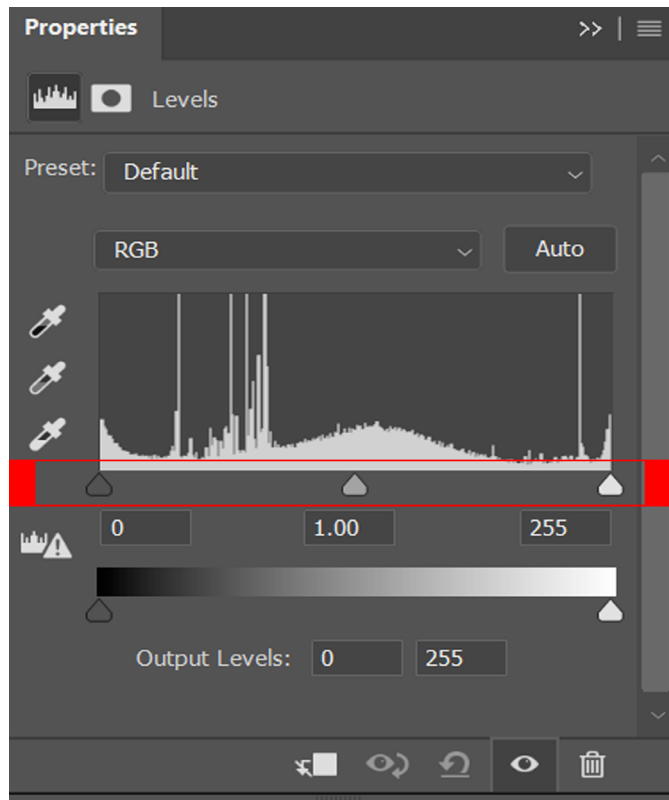 Properties
Levels
Preset: Default
RGB Auto
0 1.00 255
Output Levels: 0 255